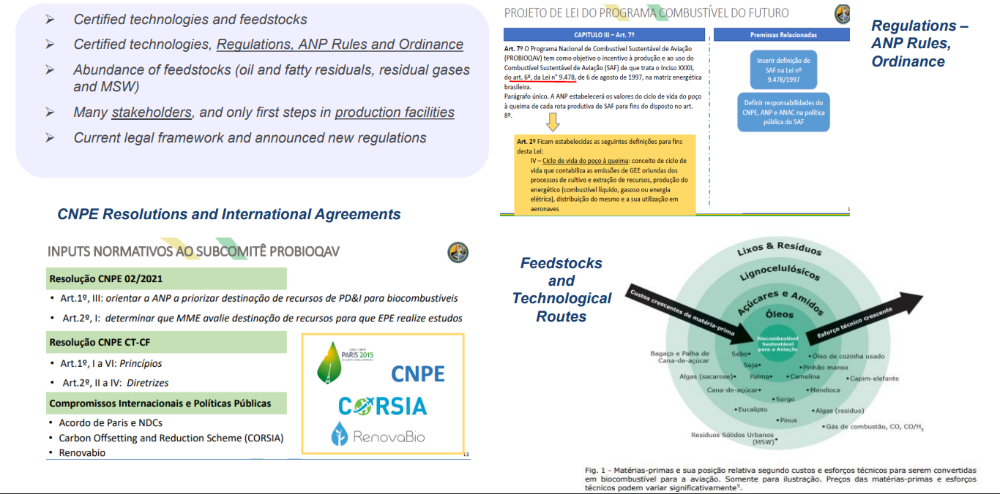 Certified technologies and feedstocks
Certified technologies, Regulations, ANP Rules and Ordinance
Abundance of feedstocks (oil and fatty residuals, residual gases
and MSW)
Many stakeholders, and only first steps in production facilities
Current legal framework and announced new regulations
PROJETO DE LEI DO PROGRAMA COMBUSTÍVEL DO FUTURO
CAPITULO III – Art. 7º
Art. 7º O Programa Nacional de Combustível Sustentável de Aviação
(PROBIOQAV) tem como objetivo o incentivo à produção e ao uso do
Combustível Sustentável de Aviação (SAF) de que trata o inciso XXXII,
do art. 6º, da Lei n° 9.478, de 6 de agosto de 1997, na matriz energética
brasileira.
Parágrafo único. A ANP estabelecerá os valores do ciclo de vida do poço
à queima de cada rota produtiva de SAF para fins do disposto no art.
8º.
Art. 2º Ficam estabelecidas as seguintes definições para fins
desta Lei:
IV – Ciclo de vida do poço à queima: conceito de ciclo de
vida que contabiliza as emissões de GEE oriundas dos
processos de cultivo e extração de recursos, produção do
energético (combustível líquido, gasoso ou energia
elétrica), distribuição do mesmo e a sua utilização em
aeronaves
Premissas Relacionadas
Inserir definição de
SAF na Lei nº
9.478/1997
Definir responsabilidades do
CNPE, ANP e ANAC na política
pública do SAF
1
Regulations –
ANP Rules,
Ordinance
CNPE Resolutions and International Agreements
INPUTS NORMATIVOS AO SUBCOMITÊ PROBIOQAV
Resolução CNPE 02/2021
• Art.1º, III: orientar a ANP a priorizar destinação de recursos de PD&I para biocombustíveis
• Art.2º, I: determinar que MME avalie destinação de recursos para que EPE realize estudos
Resolução CNPE CT-CF
• Art.1º, I a VI: Princípios
• Art.2º, II a IV: Diretrizes
Compromissos Internacionais e Políticas Públicas
• Acordo de Paris e NDCs
• Carbon Offsetting and Reduction Scheme (CORSIA)
• Renovabio
PARIS 2015
CNPE
CORSIA
RenovaBio
13
Feedstocks
and
Technological
Routes
Lixos & Resíduos
Lignocelulósicos
Açúcares e Amidos
Óleos
Custos crescentes de matéria-prima
Esforço técnico crescente
Biocombustível
Sustentável
para a Aviação
Bagaço e Palha de
Cana-de-açúcar
Sebo•
•Óleo de cozinha usado
Soja•
•Pinhão manso
Algas (sacarose)•
Palma•
•Camelina
•Capim-elefante
Cana-de-açúcar•
•Mandioca
•Sorgo
•Eucalipto
•Algas (resíduo)
•Pinus
•Gás de combustão, CO, CO/H2
Resíduos Sólidos Urbanos
(MSW)•
Fig. 1 - Matérias-primas e sua posição relativa segundo custos e esforços técnicos para serem convertidas
em biocombustível para a aviação. Somente para ilustração. Preços das matérias-primas e esforços
técnicos podem variar significativamente5.